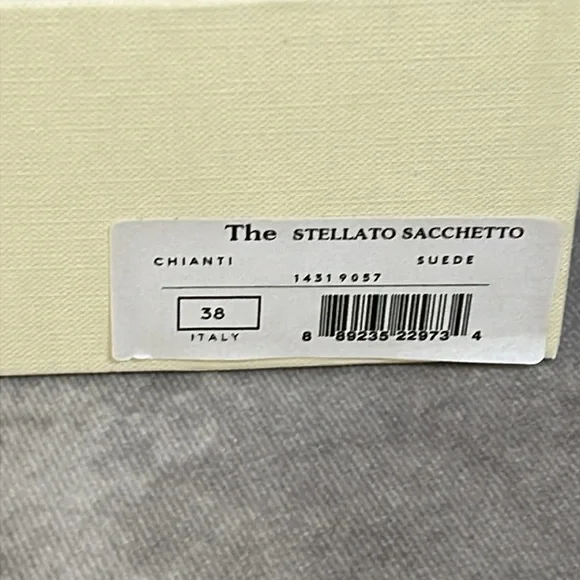 The STELLATO SACCHETTO
CHIANTI SUEDE
14319057
38
ITALY
8 89235 22973 4